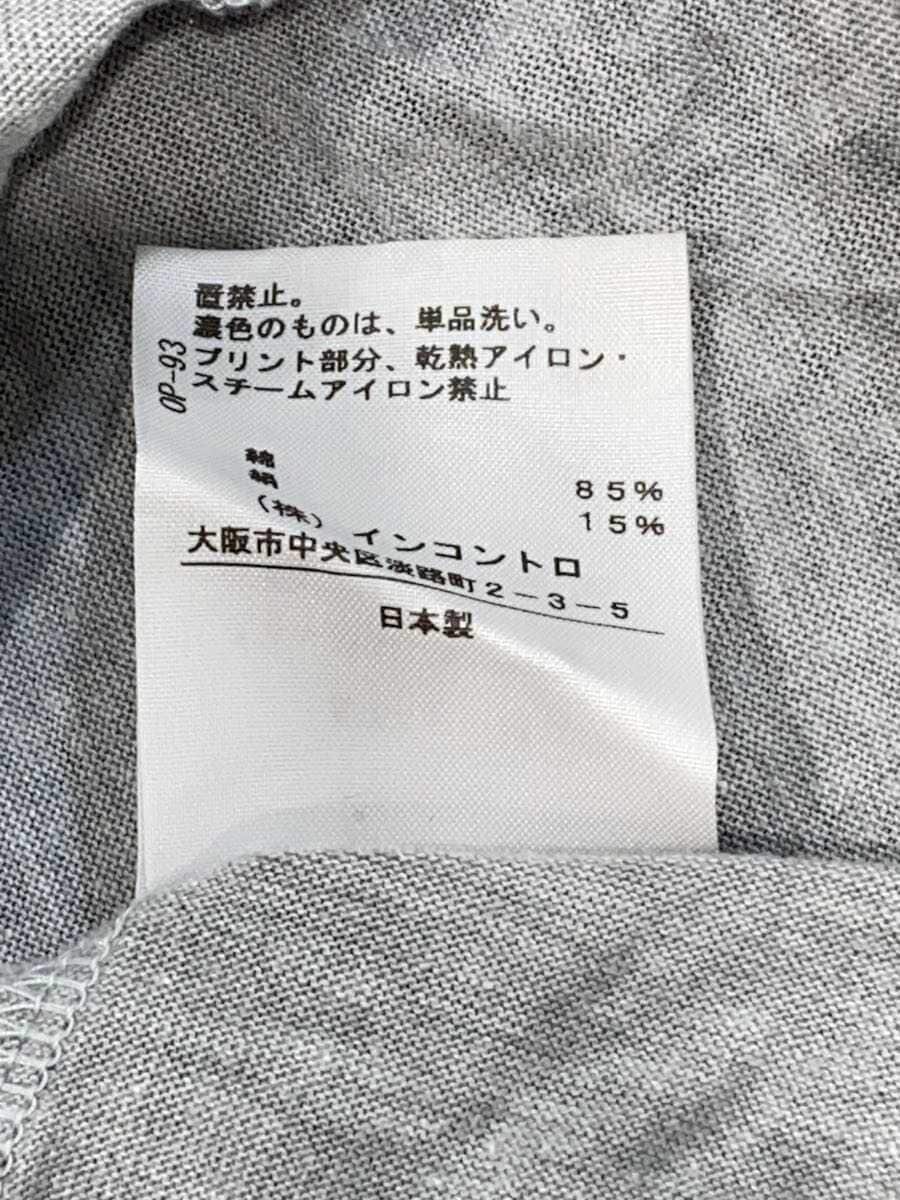 置禁止。
濃色のものは、単品洗い。
プリント部分、乾熱アイロン・
スチームアイロン禁止
OP-93
綿 85%
絹 15%
(株) インコントロ
大阪市中央区淡路町2-3-5
日本製